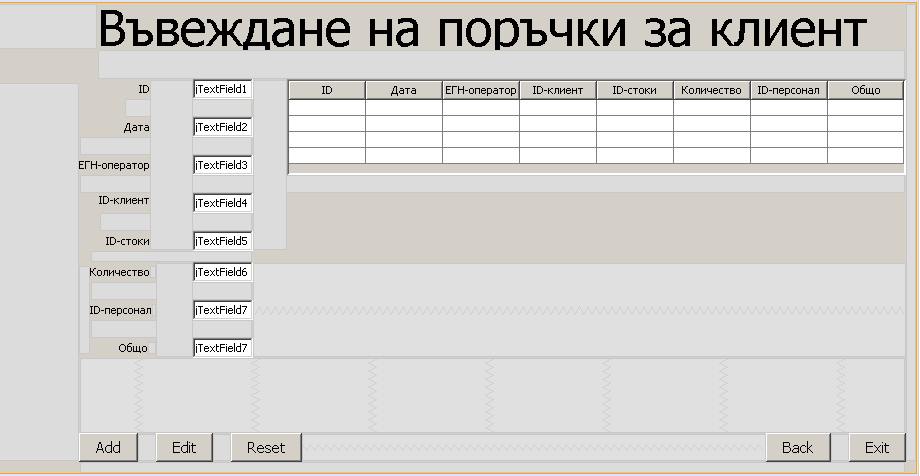 Въвеждане на поръчки за клиент
ID jTextField1
Дата jTextField2
ЕГН-оператор jTextField3
ID-клиент jTextField4
ID-стоки jTextField5
Количество jTextField6
ID-персонал jTextField7
Общо jTextField7
ID Дата ЕГН-оператор ID-клиент ID-стоки Количество ID-персонал Общо
Add Edit Reset Back Exit